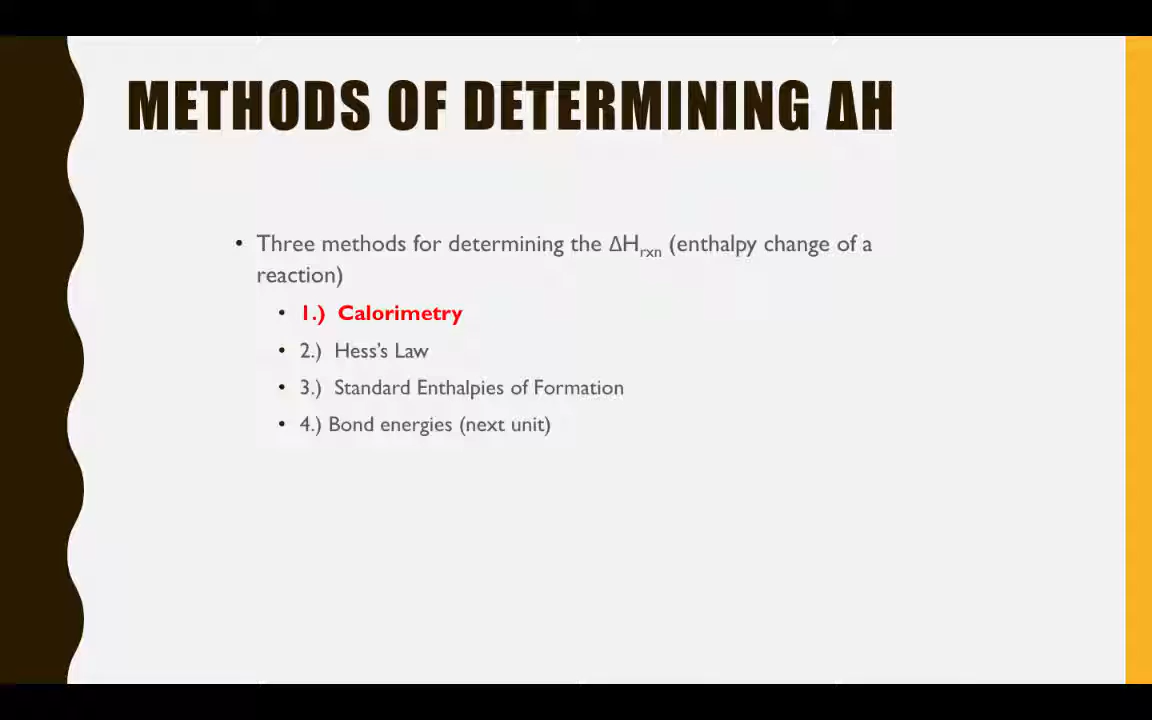 METHODS OF DETERMINING ΔH
• Three methods for determining the ΔHrxn (enthalpy change of a
reaction)
• 1.) Calorimetry
• 2.) Hess's Law
• 3.) Standard Enthalpies of Formation
• 4.) Bond energies (next unit)